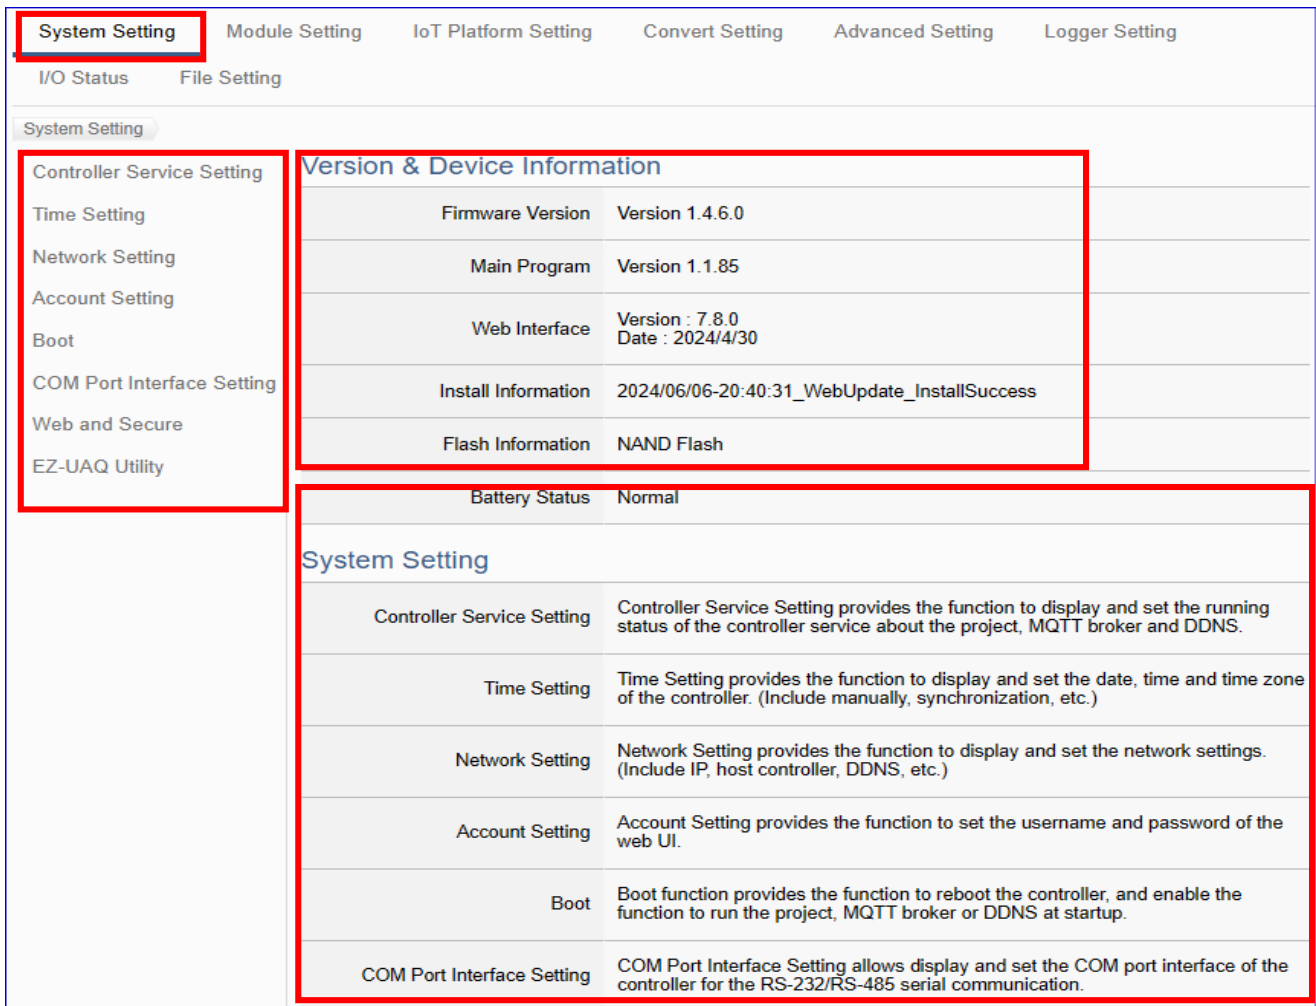 System Setting Module Setting IoT Platform Setting Convert Setting Advanced Setting Logger Setting
I/O Status File Setting
System Setting
Controller Service Setting
Time Setting
Network Setting
Account Setting
Boot
COM Port Interface Setting
Web and Secure
EZ-UAQ Utility
Version & Device Information
Firmware Version Version 1.4.6.0
Main Program Version 1.1.85
Web Interface Version : 7.8.0
Date : 2024/4/30
Install Information 2024/06/06-20:40:31_WebUpdate_InstallSuccess
Flash Information NAND Flash
Battery Status Normal
System Setting
Controller Service Setting Controller Service Setting provides the function to display and set the running
status of the controller service about the project, MQTT broker and DDNS.
Time Setting Time Setting provides the function to display and set the date, time and time zone
of the controller. (Include manually, synchronization, etc.)
Network Setting Network Setting provides the function to display and set the network settings.
(Include IP, host controller, DDNS, etc.)
Account Setting Account Setting provides the function to set the username and password of the
web UI.
Boot Boot function provides the function to reboot the controller, and enable the
function to run the project, MQTT broker or DDNS at startup.
COM Port Interface Setting COM Port Interface Setting allows display and set the COM port interface of the
controller for the RS-232/RS-485 serial communication.